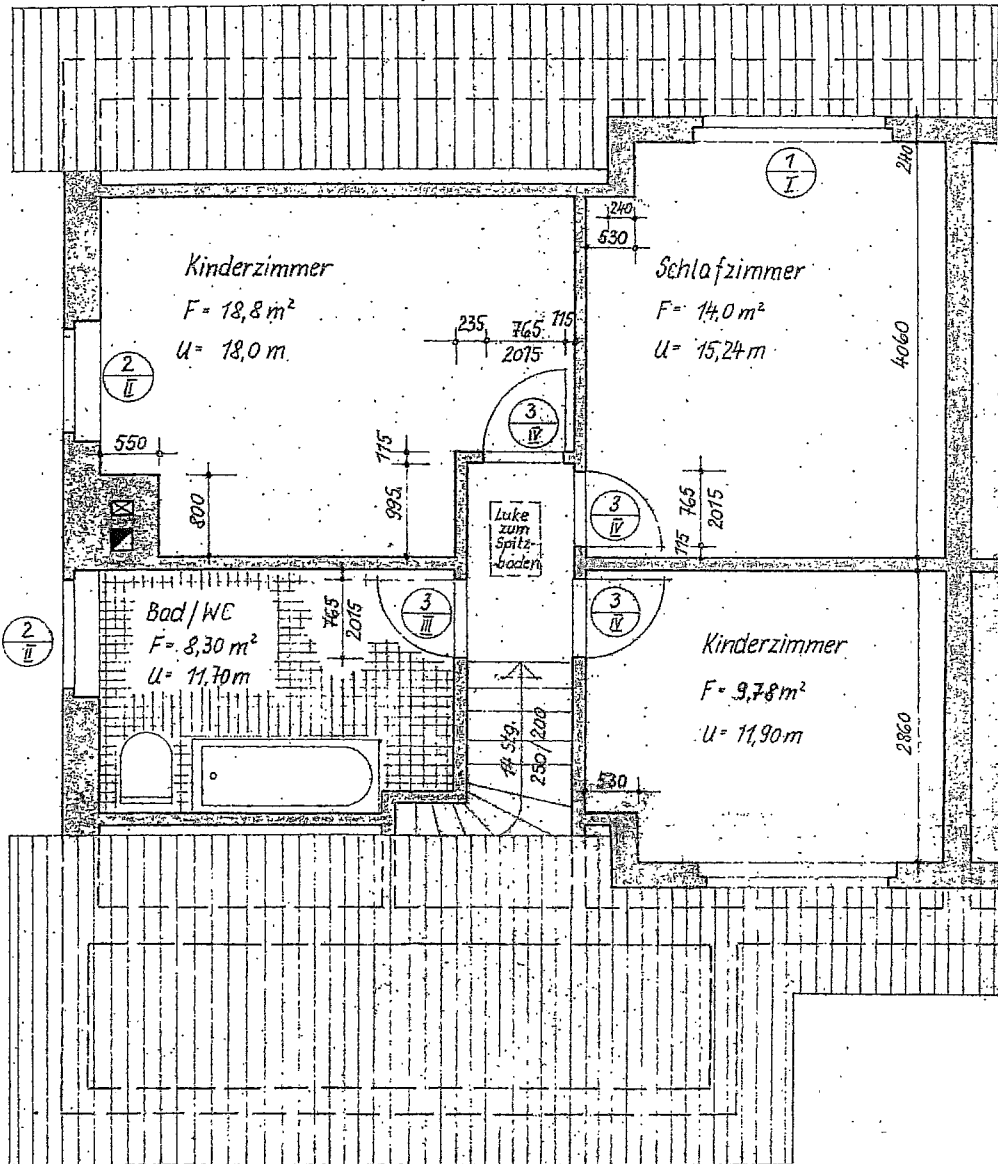 1
I
240
240
530
Kinderzimmer
F = 18,8 m²
U = 18,0 m
Schlafzimmer
F = 14,0 m²
U = 15,24 m
235
765
2015
115
4060
2
II
3
IV
550
800
115
995
Luke
zum
Spitz-
boden
3
IV
765
2015
115
2
II
Bad/WC
F = 8,30 m²
U = 11,70 m
765
2015
3
III
3
IV
Kinderzimmer
F = 9,78 m²
U = 11,90 m
14 Stg.
250/200
2860
530